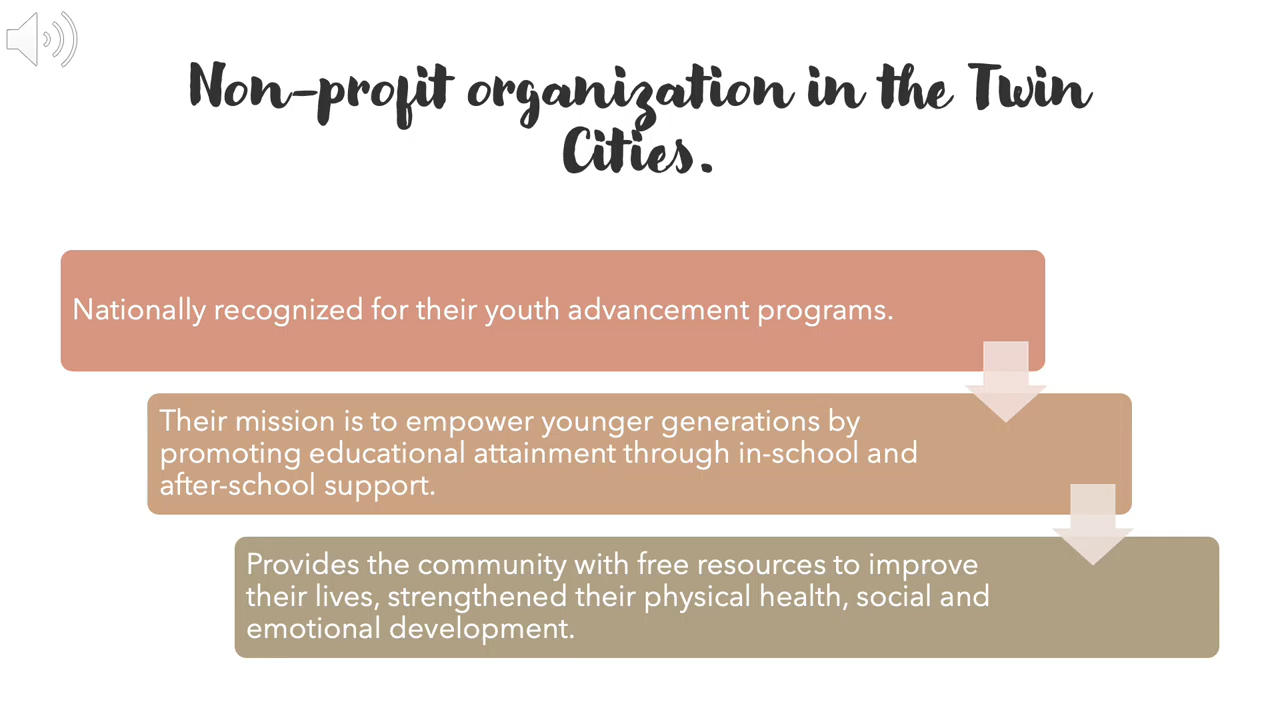 Non-profit organization in the Twin
Cities.
Nationally recognized for their youth advancement programs.
Their mission is to empower younger generations by
promoting educational attainment through in-school and
after-school support.
Provides the community with free resources to improve
their lives, strengthened their physical health, social and
emotional development.